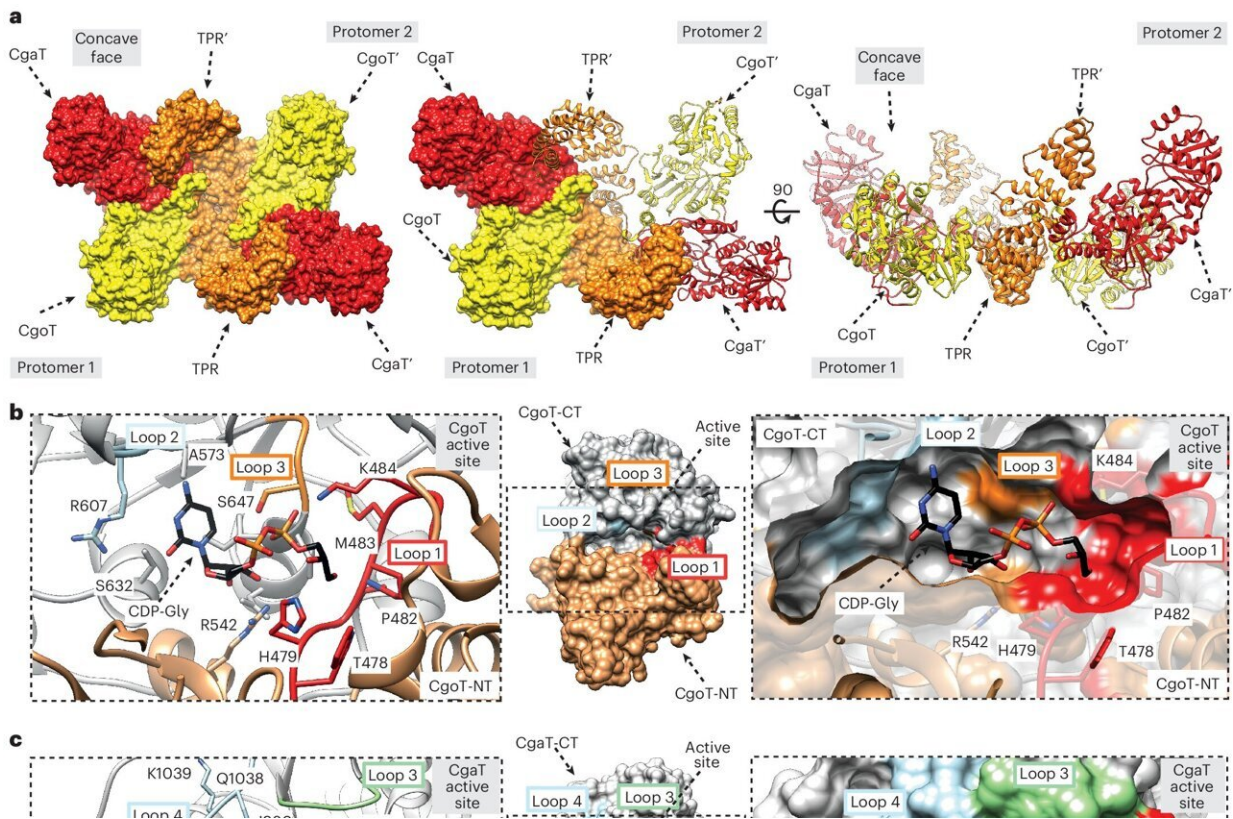 a
Concave
face
TPR’
Protomer 2
CgaT
CgoT’
CgoT
Protomer 1
TPR
CgaT’
CgaT
TPR’
Protomer 2
CgoT’
CgoT
Protomer 1
TPR
CgaT’
90
Concave
face
Protomer 2
TPR’
CgaT
CgaT’
CgoT
TPR
CgoT’
Protomer 1
b
Loop 2
A573
Loop 3
CgoT
active
site
K484
R607
S647
M483
Loop 1
S632
CDP-Gly
R542
P482
H479
T478
CgoT-NT
CgoT-CT
Active
site
Loop 3
Loop 2
Loop 1
CgoT-NT
CgoT-CT
Loop 2
CgoT
active
site
Loop 3
K484
Loop 1
CDP-Gly
P482
R542
H479
T478
CgoT-NT
c
K1039
Q1038
Loop 3
CgaT
active
site
Loop 4
CgaT-CT
Active
site
Loop 4
Loop 3
Loop 3
CgaT
active
site
Loop 4